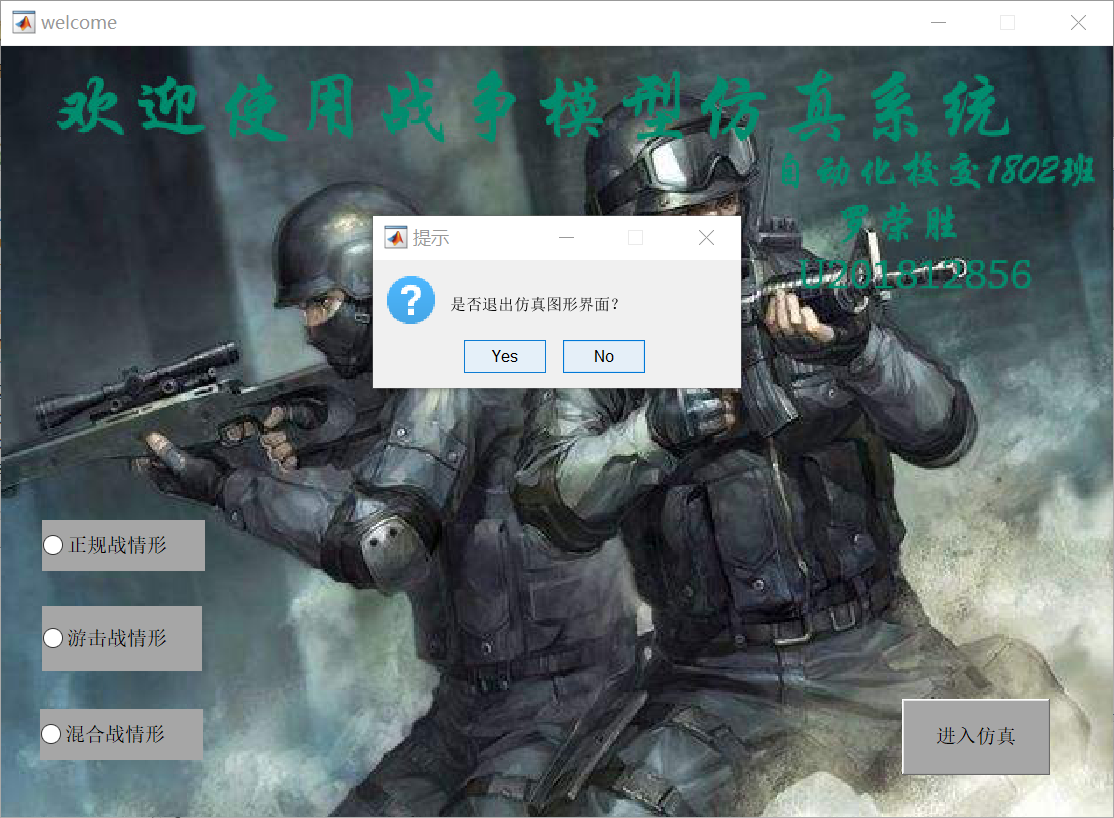 welcome
欢迎使用战争模型仿真系统
自动化校交1802班
罗荣胜
U201812856
提示
是否退出仿真图形界面?
Yes
No
正规战情形
游击战情形
混合战情形
进入仿真